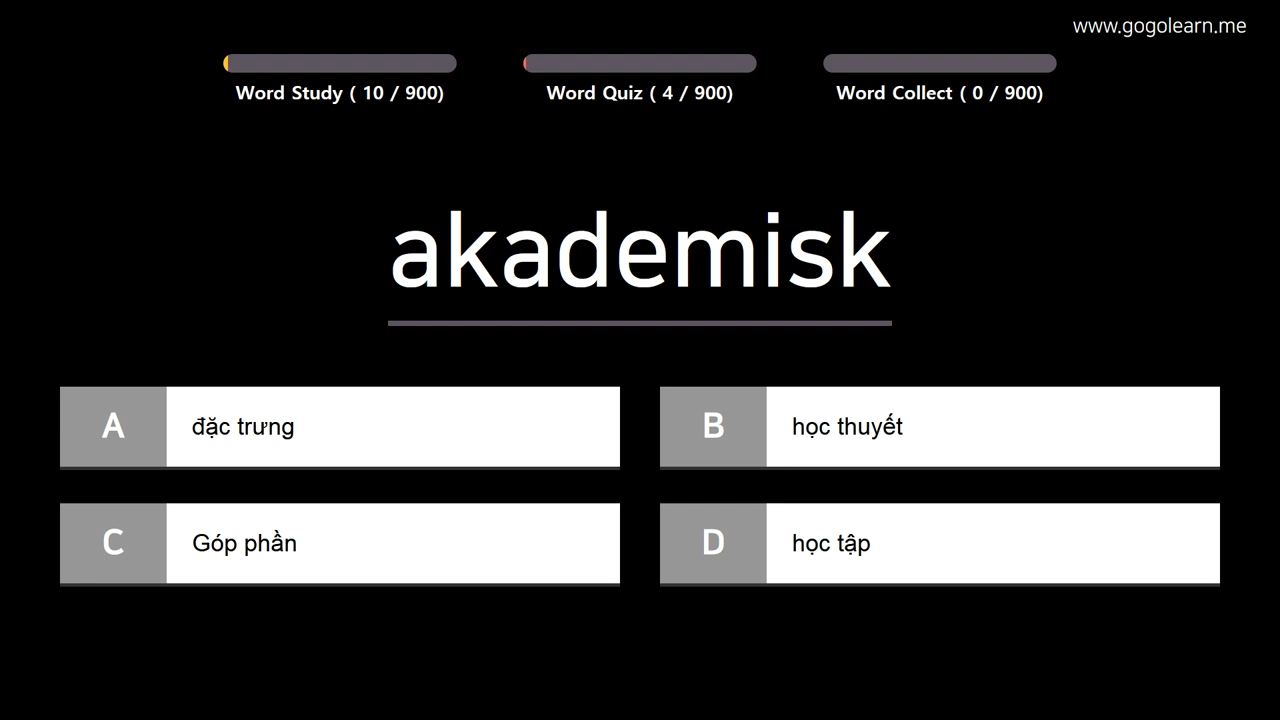 www.gogolearn.me
Word Study ( 10 / 900)
Word Quiz ( 4 / 900)
Word Collect ( 0 / 900)
akademisk
A đặc trưng
B học thuyết
C Góp phần
D học tập